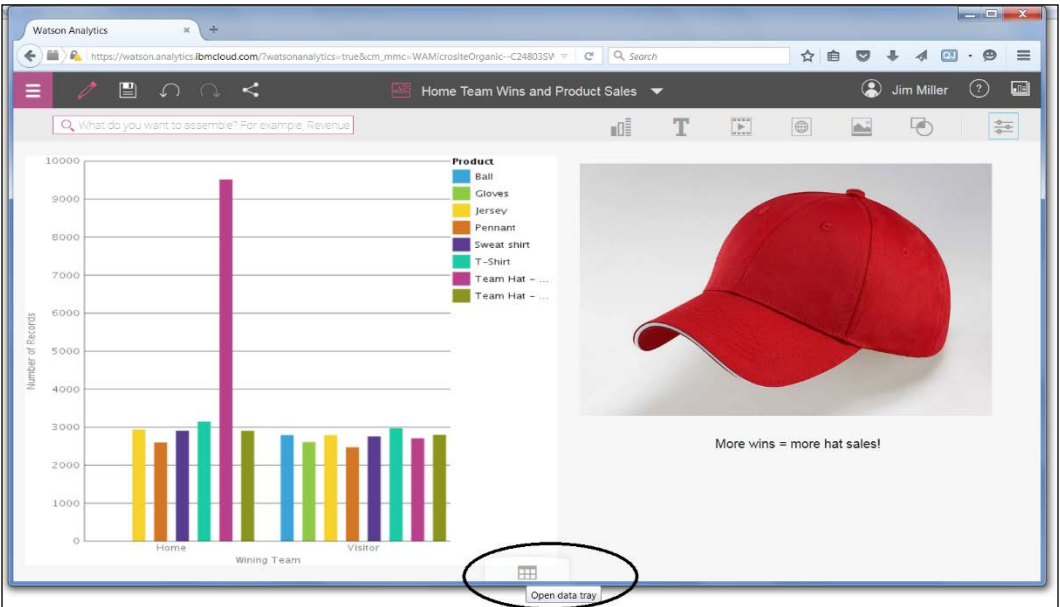 Watson Analytics
https://watson.analytics.ibmcloud.com/?watsonanalytics=true&cm_mmc=WAMicrositeOrganic--C24803SW
Search
Home Team Wins and Product Sales
Jim Miller
?
What do you want to assemble? For example, Revenue
T
10000
9000
8000
7000
6000
5000
4000
3000
2000
1000
0
Number of Records
Home
Visitor
Wining Team
Product
Ball
Gloves
Jersey
Pennant
Sweat shirt
T-Shirt
Team Hat - ...
Team Hat - ...
More wins = more hat sales!
Open data tray